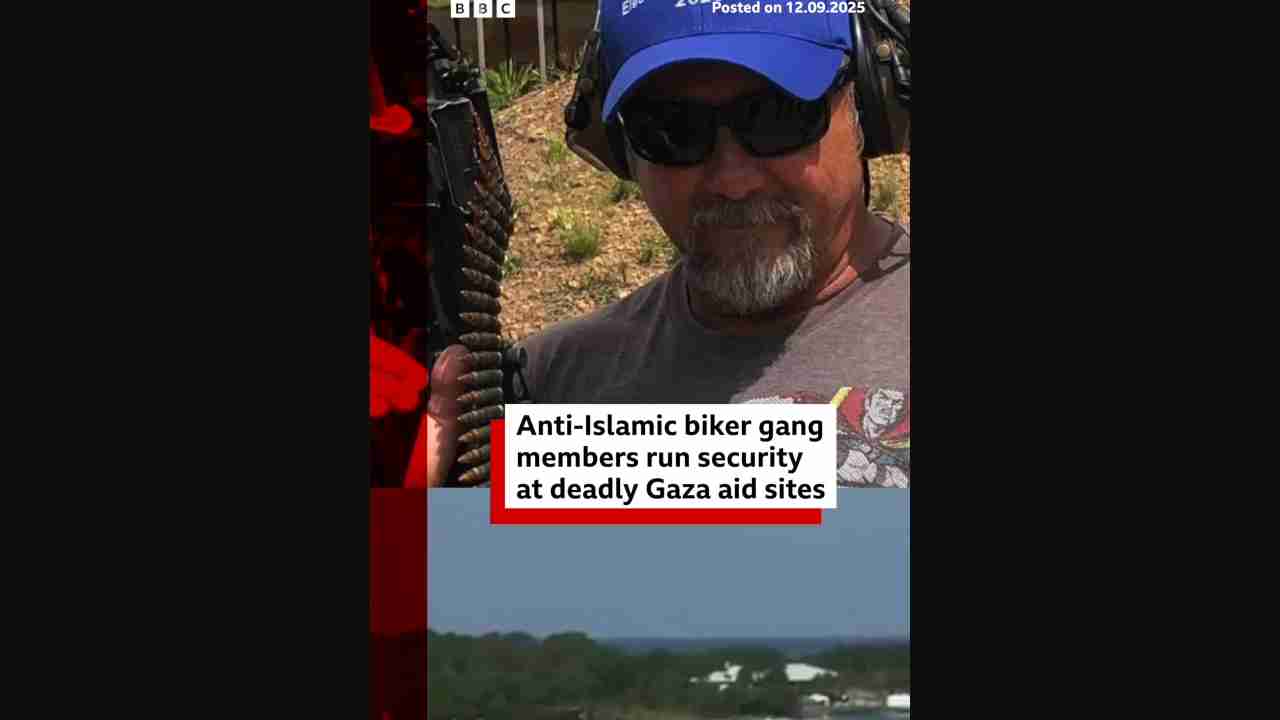 BBC
Posted on 12.09.2025
Anti-Islamic biker gang
members run security
at deadly Gaza aid sites